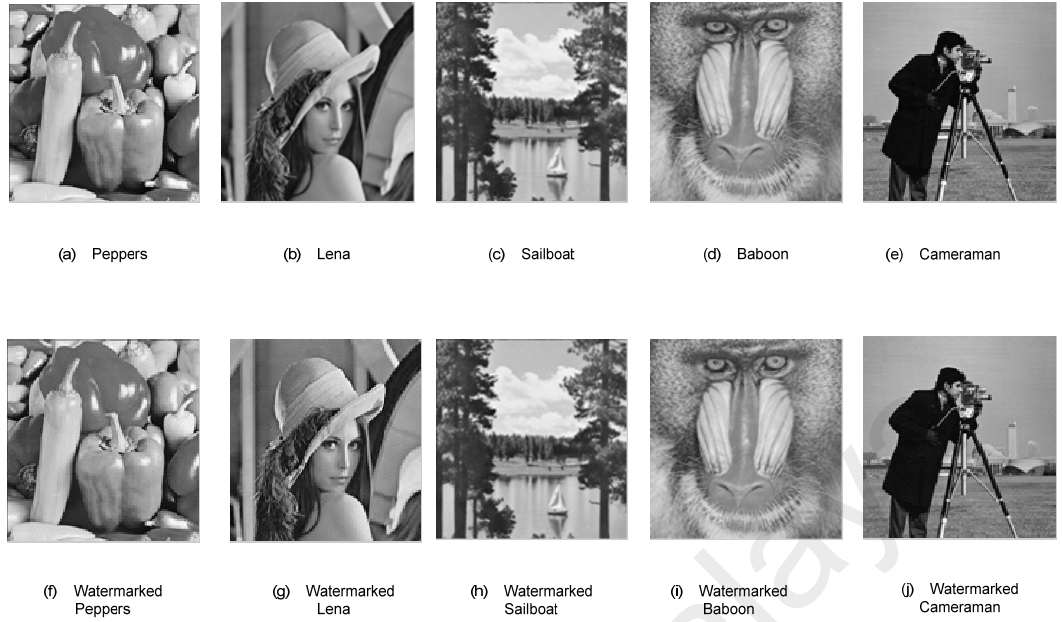 (a) Peppers
(b) Lena
(c) Sailboat
(d) Baboon
(e) Cameraman
(f) Watermarked
Peppers
(g) Watermarked
Lena
(h) Watermarked
Sailboat
(i) Watermarked
Baboon
(j) Watermarked
Cameraman